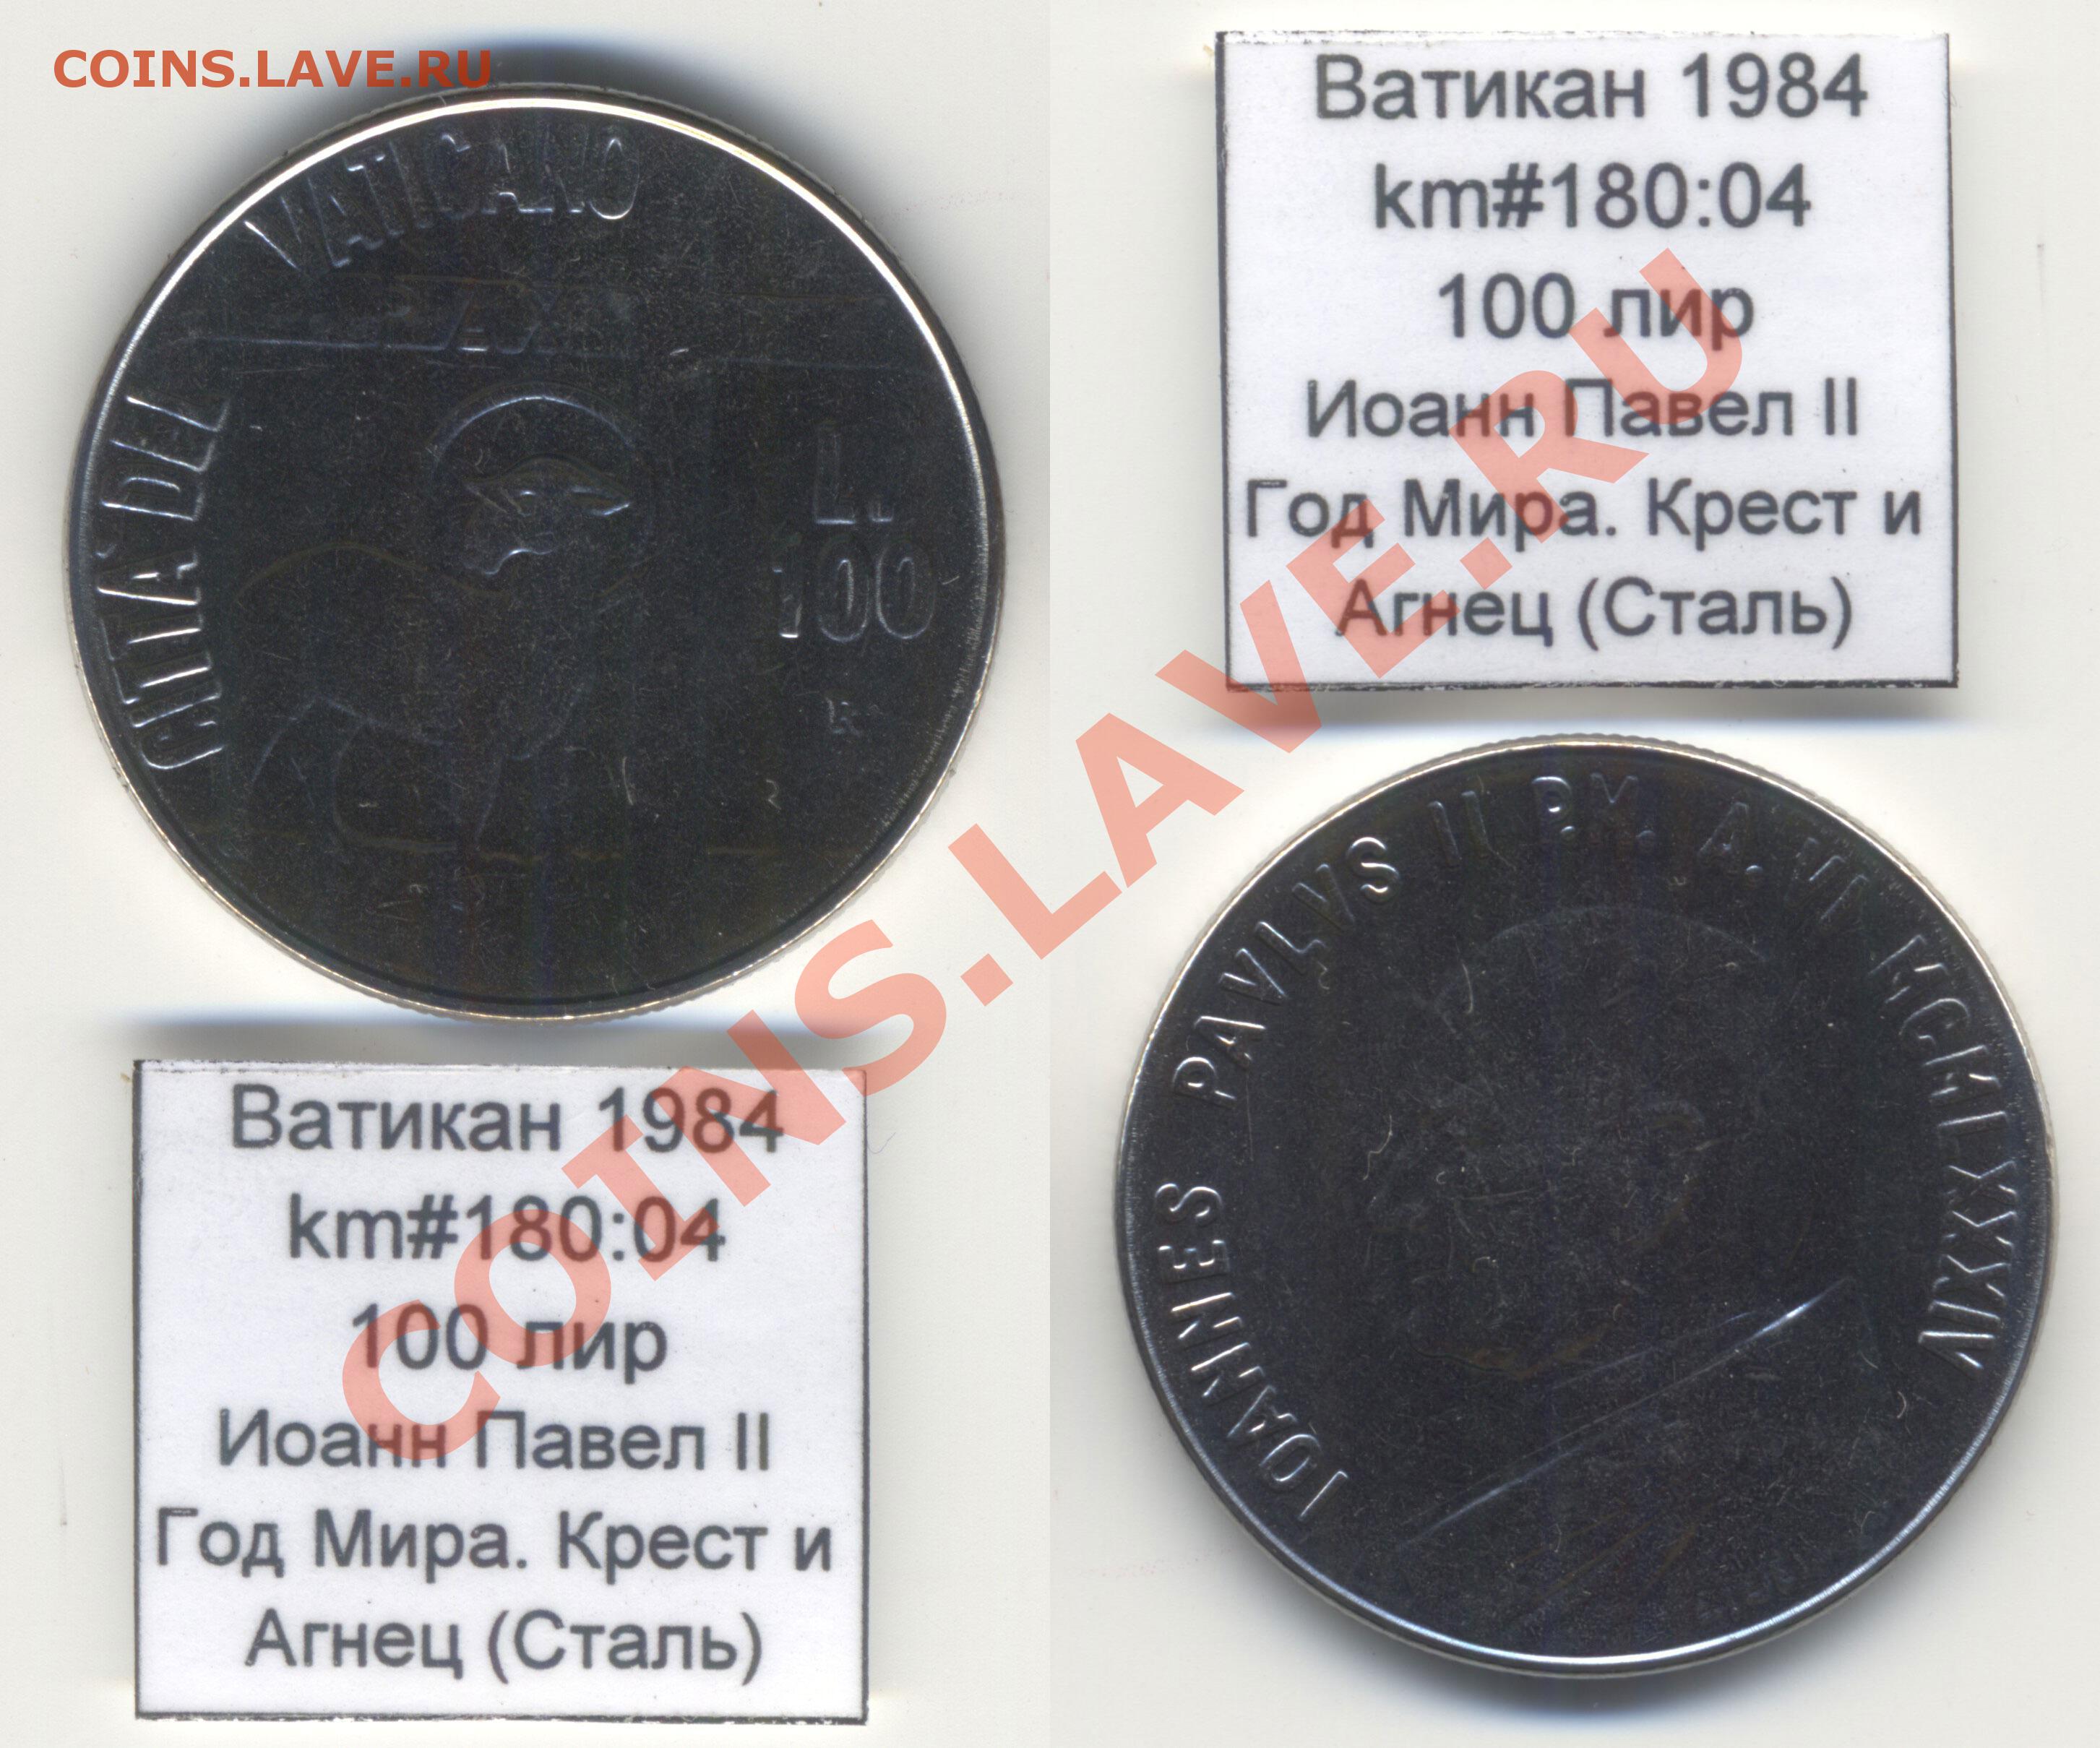 COINS.LAVE.RU
CITTA' DEL VATICANO
L.
100
R
Ватикан 1984
km#180:04
100 лир
Иоанн Павел II
Год Мира. Крест и
Агнец (Сталь)
Ватикан 1984
km#180:04
100 лир
Иоанн Павел II
Год Мира. Крест и
Агнец (Сталь)
IOANNES PAVLVS II P.M. A. VI MCMLXXXIV
COINS.LAVE.RU